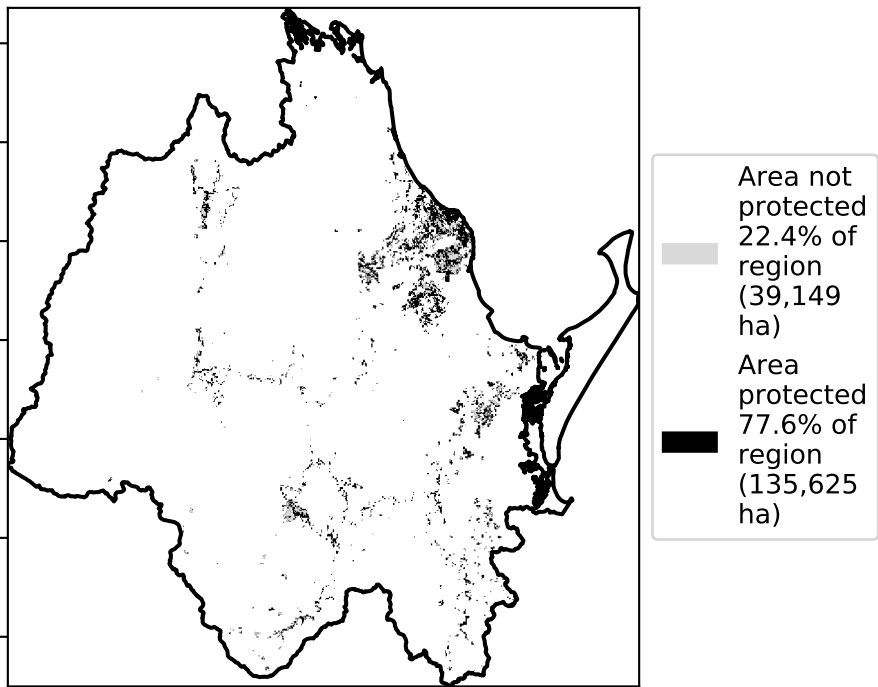 Area not
protected
22.4% of
region
(39,149
ha)
Area
protected
77.6% of
region
(135,625
ha)